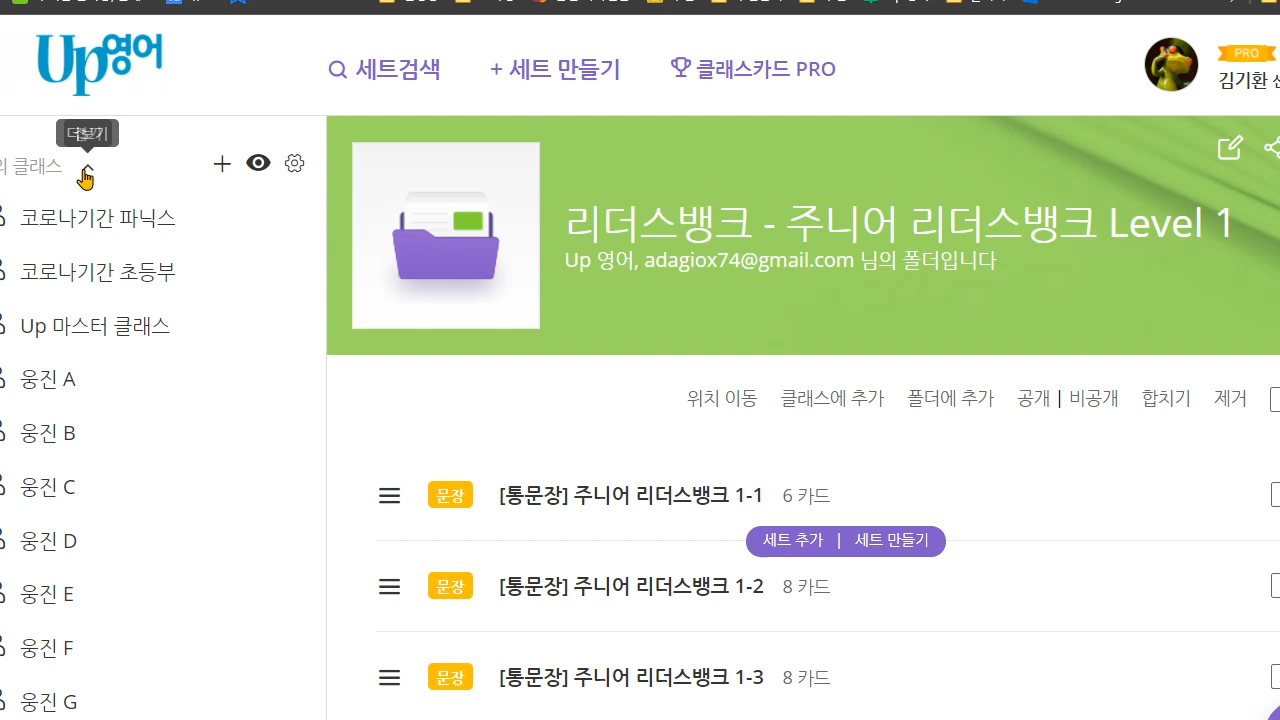 Up영어
세트검색
+ 세트 만들기
클래스카드 PRO
PRO
김기환
의 클래스
코로나기간 파닉스
코로나기간 초등부
Up 마스터 클래스
웅진 A
웅진 B
웅진 C
웅진 D
웅진 E
웅진 F
웅진 G
리더스뱅크 - 주니어 리더스뱅크 Level 1
Up 영어, adagiox74@gmail.com 님의 폴더입니다
위치 이동 클래스에 추가 폴더에 추가 공개 | 비공개 합치기 제거
문장 [통문장] 주니어 리더스뱅크 1-1 6 카드
세트 추가 | 세트 만들기
문장 [통문장] 주니어 리더스뱅크 1-2 8 카드
문장 [통문장] 주니어 리더스뱅크 1-3 8 카드